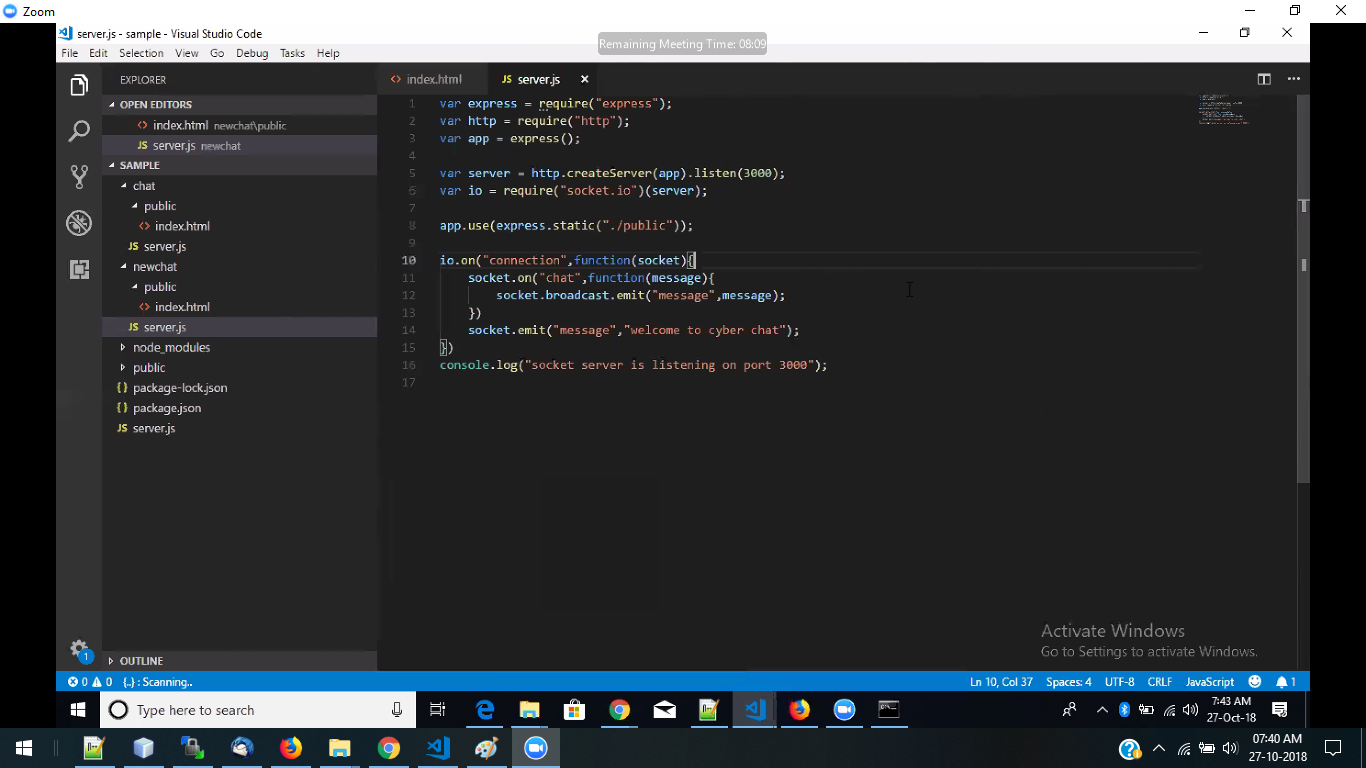 Zoom
server.js - sample - Visual Studio Code
Remaining Meeting Time: 08:09
File Edit Selection View Go Debug Tasks Help
EXPLORER
OPEN EDITORS
index.html newchat\public
server.js newchat
SAMPLE
chat
public
index.html
server.js
newchat
public
index.html
server.js
node_modules
public
package-lock.json
package.json
server.js
OUTLINE
index.html server.js
1 var express = require("express");
2 var http = require("http");
3 var app = express();
4
5 var server = http.createServer(app).listen(3000);
6 var io = require("socket.io")(server);
7
8 app.use(express.static("./public"));
9
10 io.on("connection",function(socket){
11 socket.on("chat",function(message){
12 socket.broadcast.emit("message",message);
13 })
14 socket.emit("message","welcome to cyber chat");
15 })
16 console.log("socket server is listening on port 3000");
17
Activate Windows
Go to Settings to activate Windows.
0 0 {..} : Scanning.. Ln 10, Col 37 Spaces: 4 UTF-8 CRLF JavaScript 1
1
Type here to search
7:43 AM
27-Oct-18
07:40 AM
27-10-2018